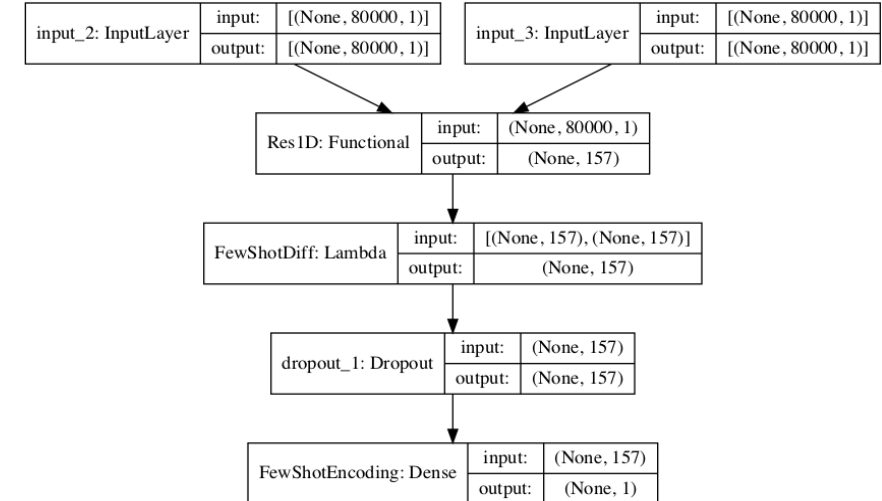 input_2: InputLayer
input: [(None, 80000, 1)]
output: [(None, 80000, 1)]
input_3: InputLayer
input: [(None, 80000, 1)]
output: [(None, 80000, 1)]
Res1D: Functional
input: (None, 80000, 1)
output: (None, 157)
FewShotDiff: Lambda
input: [(None, 157), (None, 157)]
output: (None, 157)
dropout_1: Dropout
input: (None, 157)
output: (None, 157)
FewShotEncoding: Dense
input: (None, 157)
output: (None, 1)